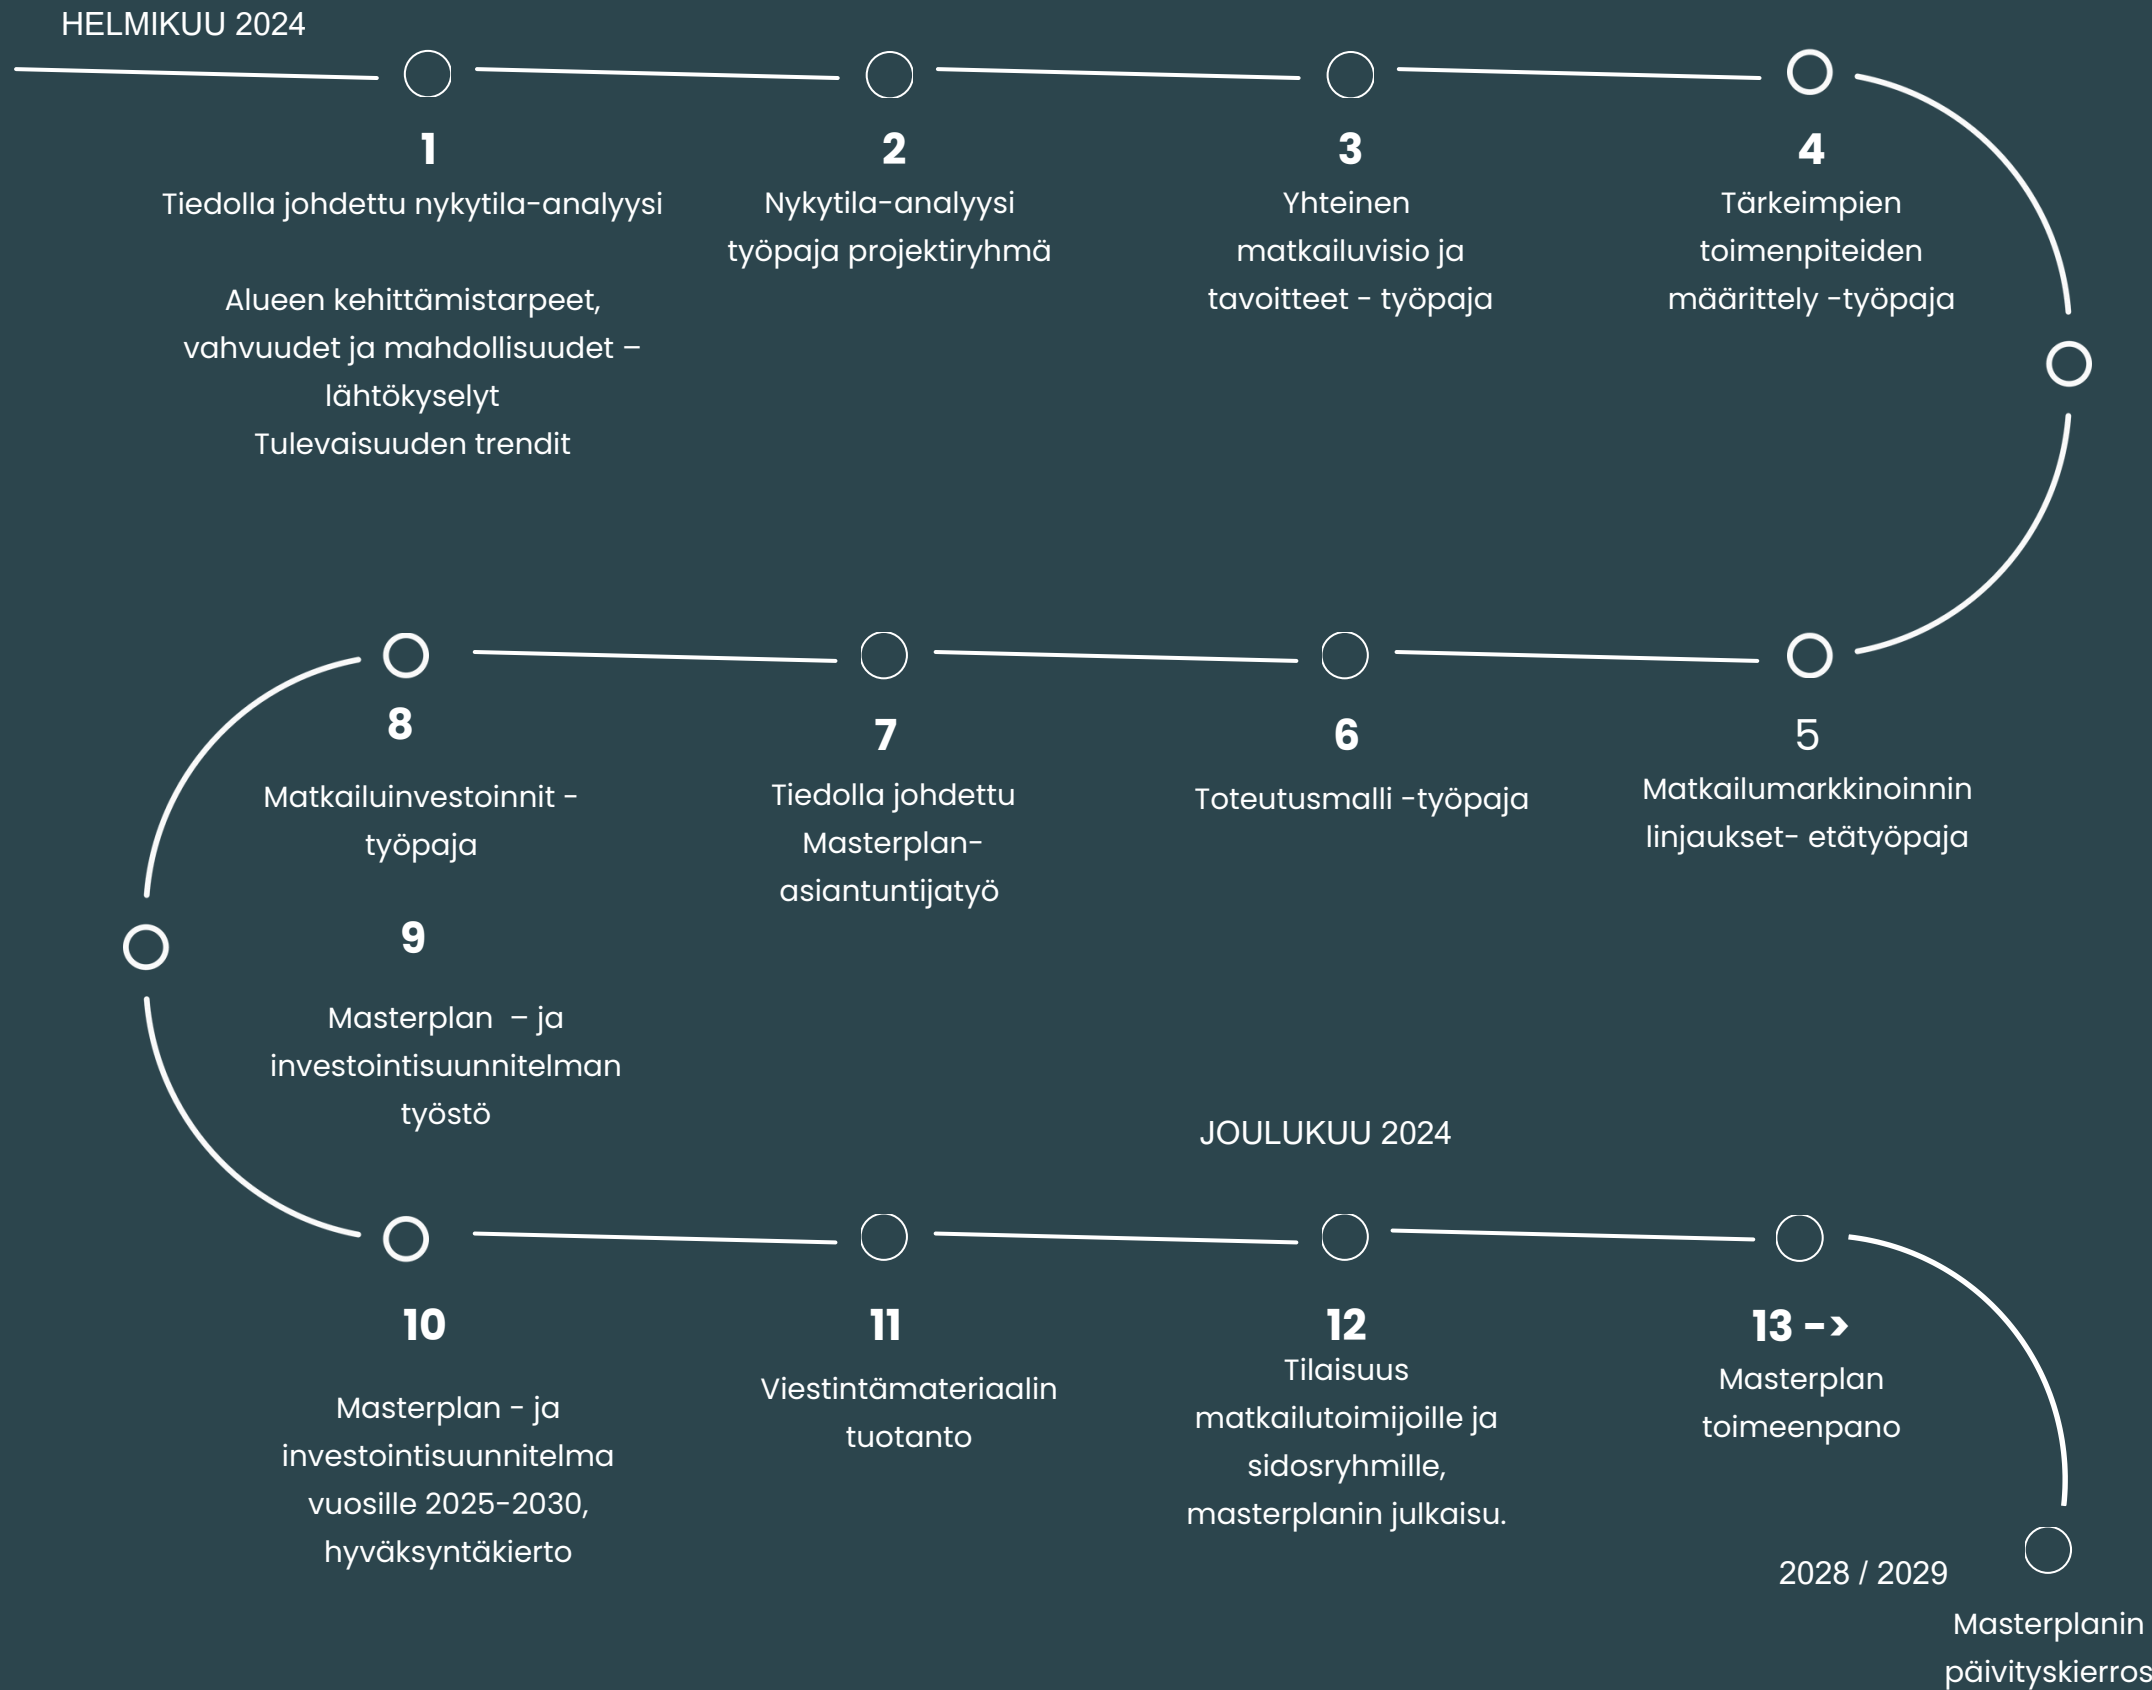 HELMIKUU 2024
1
Tiedolla johdettu nykytila-analyysi
Alueen kehittämistarpeet,
vahvuudet ja mahdollisuudet –
lähtökyselyt
Tulevaisuuden trendit
2
Nykytila-analyysi
työpaja projektiryhmä
3
Yhteinen
matkailuvisio ja
tavoitteet - työpaja
4
Tärkeimpien
toimenpiteiden
määrittely -työpaja
5
Matkailumarkkinoinnin
linjaukset- etätyöpaja
6
Toteutusmalli -työpaja
7
Tiedolla johdettu
Masterplan-
asiantuntijatyö
8
Matkailuinvestoinnit -
työpaja
9
Masterplan – ja
investointisuunnitelman
työstö
10
Masterplan - ja
investointisuunnitelma
vuosille 2025-2030,
hyväksyntäkierto
11
Viestintämateriaalin
tuotanto
JOULUKUU 2024
12
Tilaisuus
matkailutoimijoille ja
sidosryhmille,
masterplanin julkaisu.
13 ->
Masterplan
toimeenpano
2028 / 2029
Masterplanin
päivityskierros